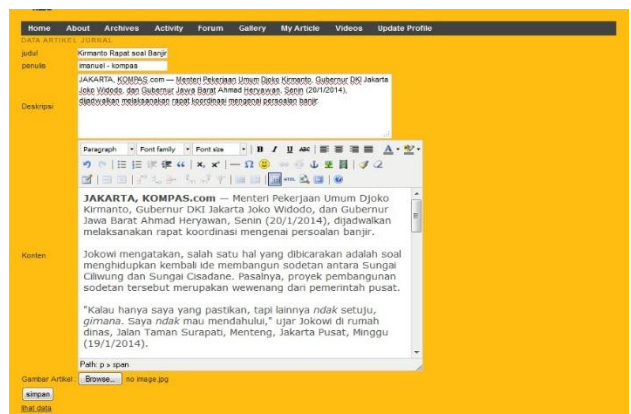 Home About Archives Activity Forum Gallery My Article Videos Update Profile
DATA ARTIKEL JURNAL
judul Kirmanto Rapat soal Banjir
penulis imanuel - kompas
JAKARTA, KOMPAS.com — Menteri Pekerjaan Umum Djoko Kirmanto, Gubernur DKI Jakarta
Joko Widodo, dan Gubernur Jawa Barat Ahmad Heryawan, Senin (20/1/2014),
dijadwalkan melaksanakan rapat koordinasi mengenai persoalan banjir.
Deskripsi
Paragraph Font family Font size B I U ABC A
HTML
JAKARTA, KOMPAS.com — Menteri Pekerjaan Umum Djoko
Kirmanto, Gubernur DKI Jakarta Joko Widodo, dan Gubernur
Jawa Barat Ahmad Heryawan, Senin (20/1/2014), dijadwalkan
melaksanakan rapat koordinasi mengenai persoalan banjir.
Konten
Jokowi mengatakan, salah satu hal yang dibicarakan adalah soal
menghidupkan kembali ide membangun sodetan antara Sungai
Ciliwung dan Sungai Cisadane. Pasalnya, proyek pembangunan
sodetan tersebut merupakan wewenang dari pemerintah pusat.
"Kalau hanya saya yang pastikan, tapi lainnya ndak setuju,
gimana. Saya ndak mau mendahului," ujar Jokowi di rumah
dinas, Jalan Taman Surapati, Menteng, Jakarta Pusat, Minggu
(19/1/2014).
Path: p » span
Gambar Artikel : Browse... no image.jpg
simpan
lihat data